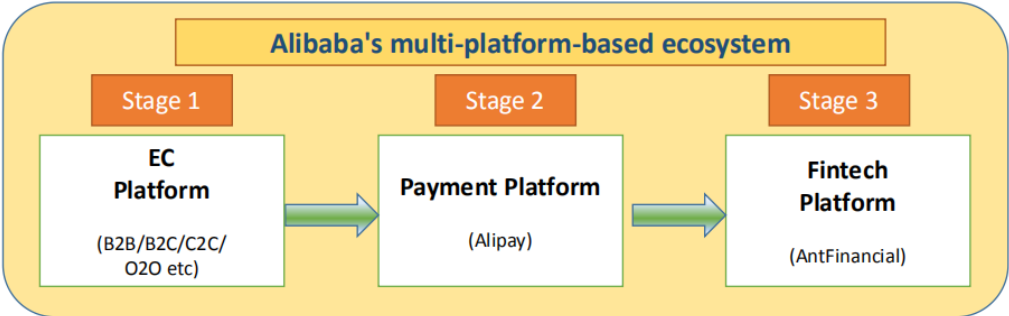 Alibaba's multi-platform-based ecosystem
Stage 1
Stage 2
Stage 3
EC
Platform
(B2B/B2C/C2C/
O2O etc)
Payment Platform
(Alipay)
Fintech
Platform
(AntFinancial)